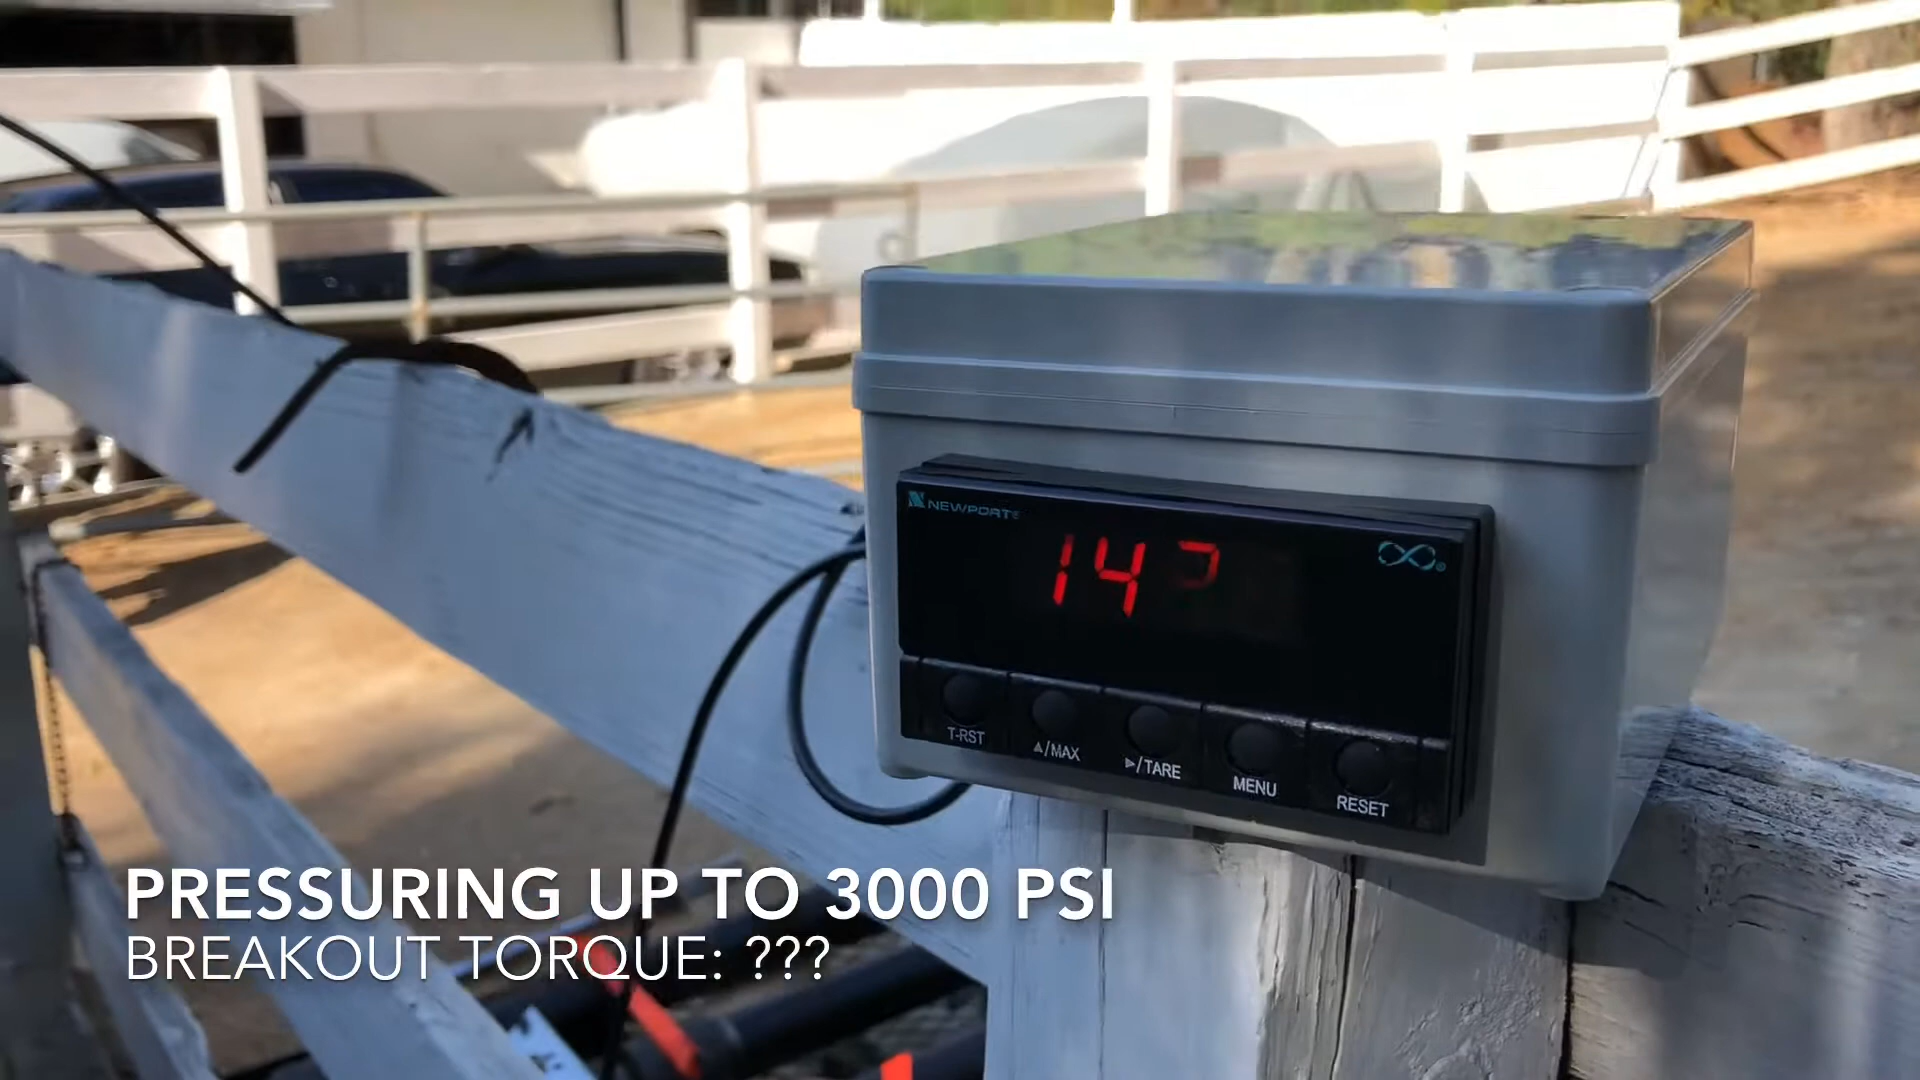 NEWPORT
14
T-RST
▲/MAX
▶/TARE
MENU
RESET
PRESSURING UP TO 3000 PSI
BREAKOUT TORQUE: ???